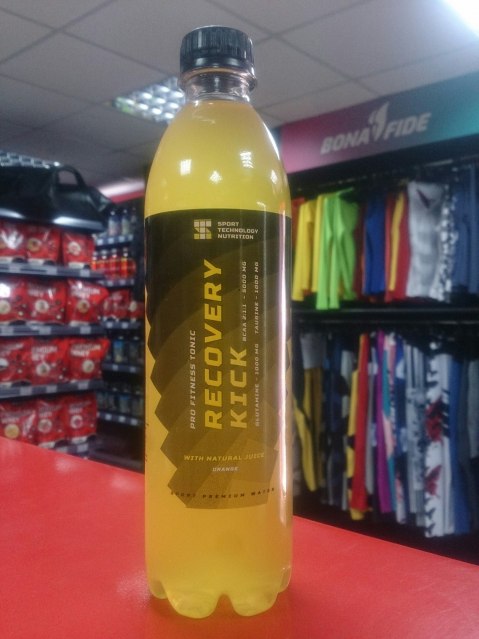 BONA FIDE
SPORT
TECHNOLOGY
NUTRITION
PRO FITNESS TONIC
RECOVERY
KICK
BCAA 2:1:1 - 5000 MG
TAURINE - 1000 MG
GLUTAMINE - 1000 MG
WITH NATURAL JUICE
ORANGE
SPORT PREMIUM WATER